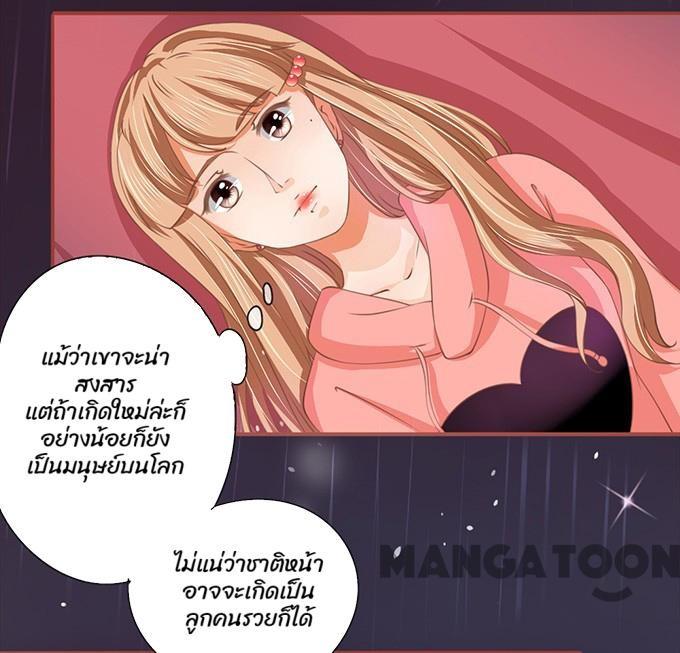 แม้ว่าเขาจะน่า
สงสาร
แต่ถ้าเกิดใหม่ล่ะก็
อย่างน้อยก็ยัง
เป็นมนุษย์บนโลก
ไม่แน่ว่าชาติหน้า
อาจจะเกิดเป็น
ลูกคนรวยก็ได้
MANGATOON